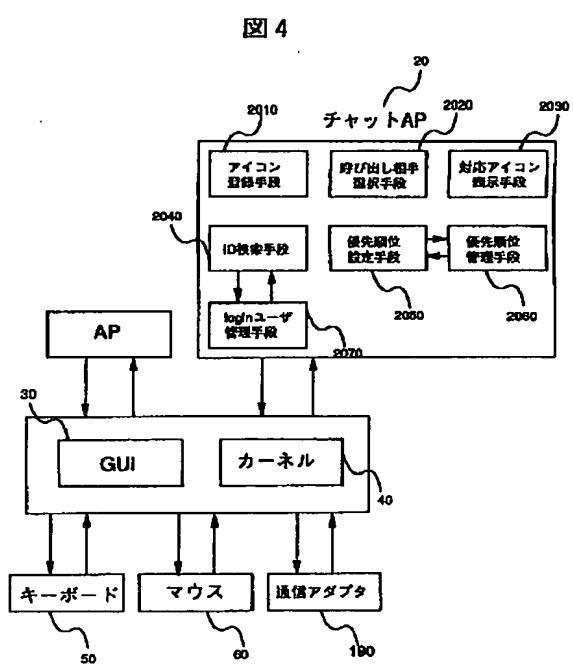 図4
20
チャットAP
2010
2020
2030
アイコン
登録手段
呼び出し相手
選択手段
対応アイコン
表示手段
2040
ID検索手段
優先順位
設定手段
優先順位
管理手段
2050
2060
loginユーザ
管理手段
2070
AP
30
GUI
カーネル
40
キーボード
マウス
通信アダプタ
50
60
190